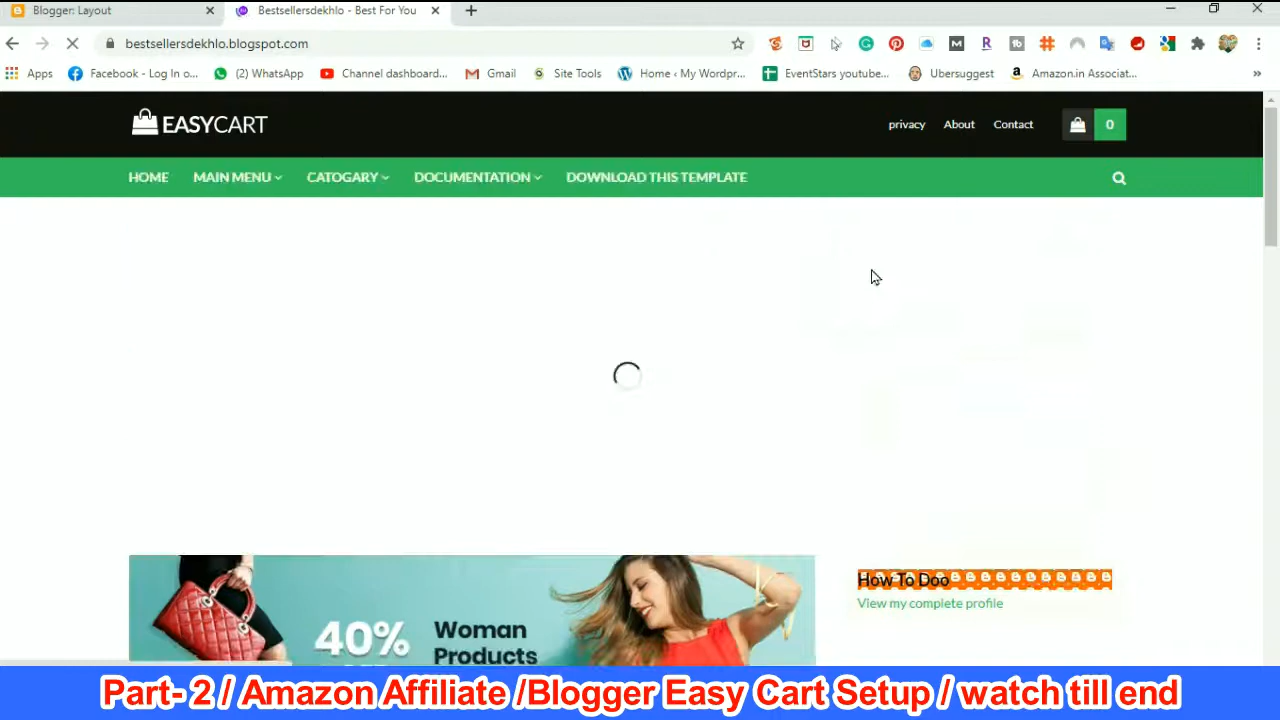 Blogger: Layout
Bestsellersdekhlo - Best For You
bestsellersdekhlo.blogspot.com
Apps
Facebook - Log In o...
(2) WhatsApp
Channel dashboard...
Gmail
Site Tools
Home ‹ My Wordpr...
EventStars youtube...
Ubersuggest
Amazon.in Associat...
EASYCART
privacy
About
Contact
0
HOME
MAIN MENU
CATOGARY
DOCUMENTATION
DOWNLOAD THIS TEMPLATE
40%
Woman
Products
How To Doo
View my complete profile
Part- 2 / Amazon Affiliate /Blogger Easy Cart Setup / watch till end